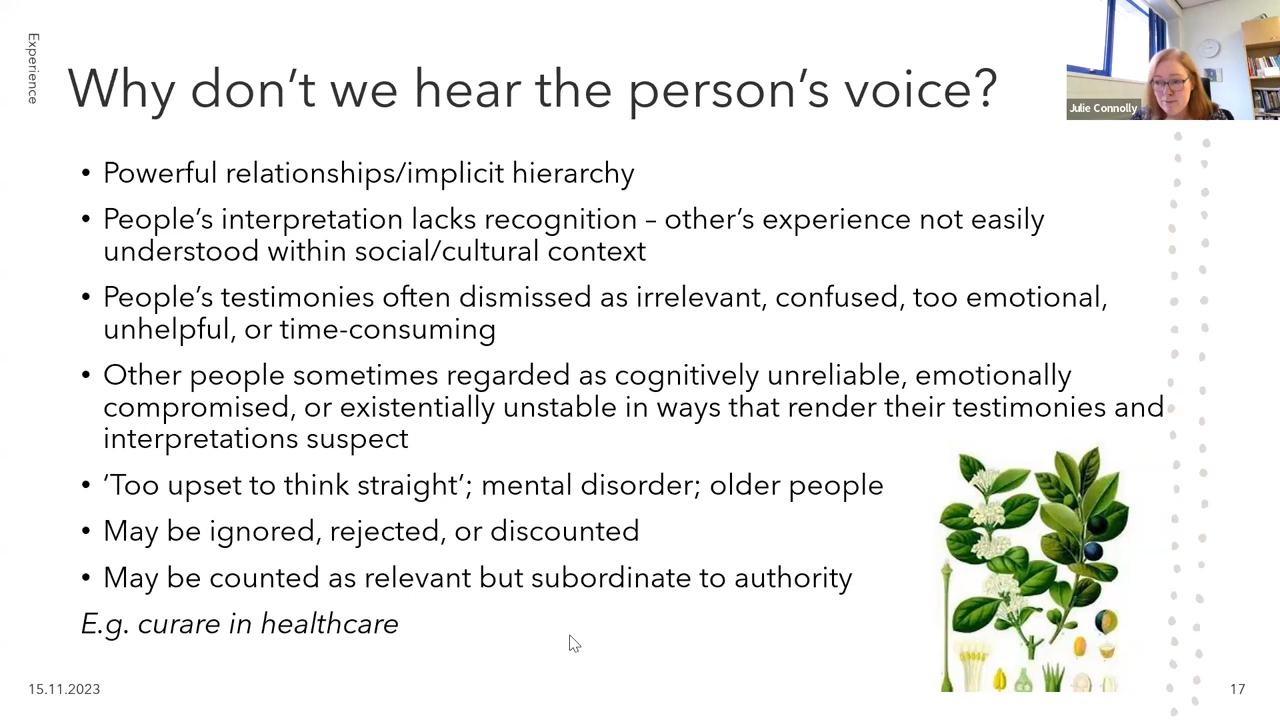 Experience
Why don’t we hear the person’s voice?
Julie Connolly
• Powerful relationships/implicit hierarchy
• People’s interpretation lacks recognition – other’s experience not easily
understood within social/cultural context
• People’s testimonies often dismissed as irrelevant, confused, too emotional,
unhelpful, or time-consuming
• Other people sometimes regarded as cognitively unreliable, emotionally
compromised, or existentially unstable in ways that render their testimonies and
interpretations suspect
• ‘Too upset to think straight’; mental disorder; older people
• May be ignored, rejected, or discounted
• May be counted as relevant but subordinate to authority
E.g. curare in healthcare
15.11.2023
17